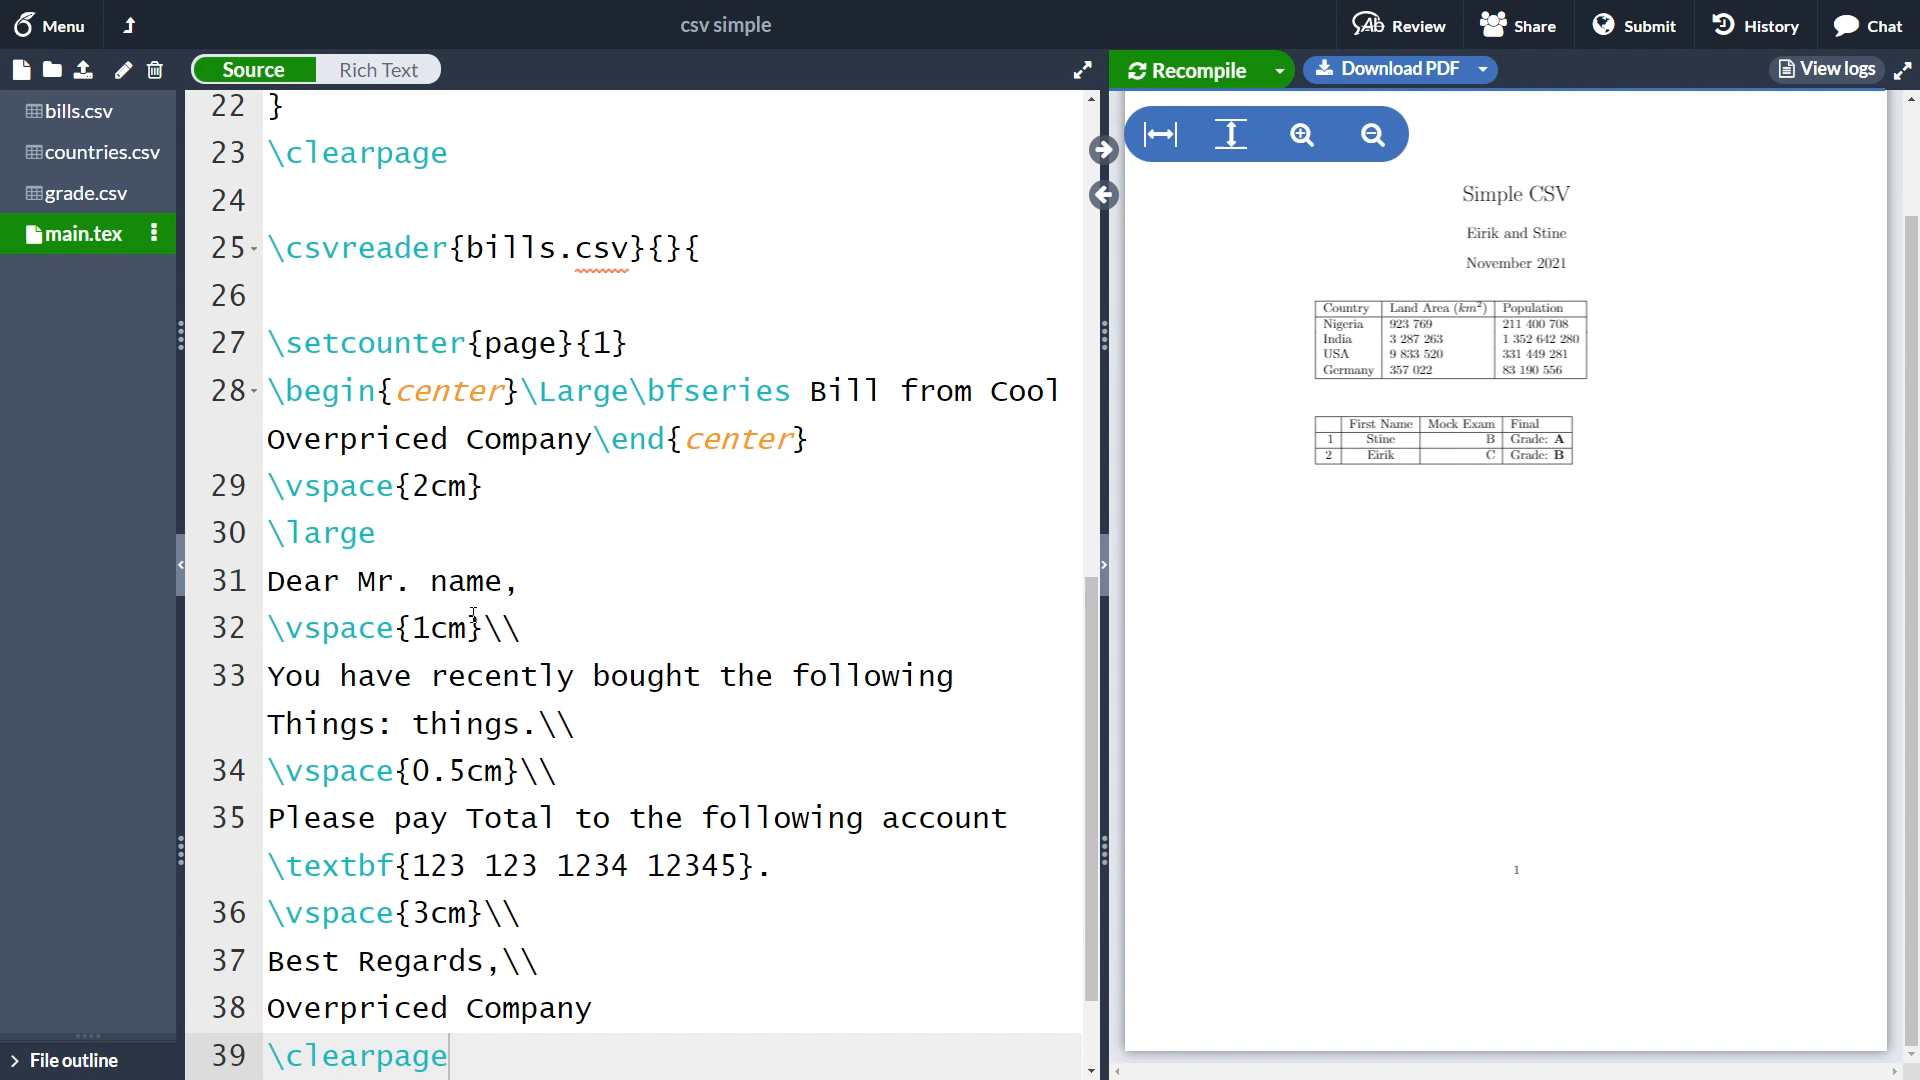 Menu
csv simple
Review
Share
Submit
History
Chat
Source
Rich Text
Recompile
Download PDF
View logs
bills.csv
countries.csv
grade.csv
main.tex
File outline
22 }
23 \clearpage
24
25 \csvreader{bills.csv}{}{
26
27 \setcounter{page}{1}
28 \begin{center}\Large\bfseries Bill from Cool
Overpriced Company\end{center}
29 \vspace{2cm}
30 \large
31 Dear Mr. name,
32 \vspace{1cm}\\
33 You have recently bought the following
Things: things.\\
34 \vspace{0.5cm}\\
35 Please pay Total to the following account
\textbf{123 123 1234 12345}.
36 \vspace{3cm}\\
37 Best Regards,\\
38 Overpriced Company
39 \clearpage
Simple CSV
Eirik and Stine
November 2021
Country Land Area (km²) Population
Nigeria 923 769 211 400 708
India 3 287 263 1 352 642 280
USA 9 833 520 331 449 281
Germany 357 022 83 190 556
First Name Mock Exam Final
1 Stine B Grade: A
2 Eirik C Grade: B
1